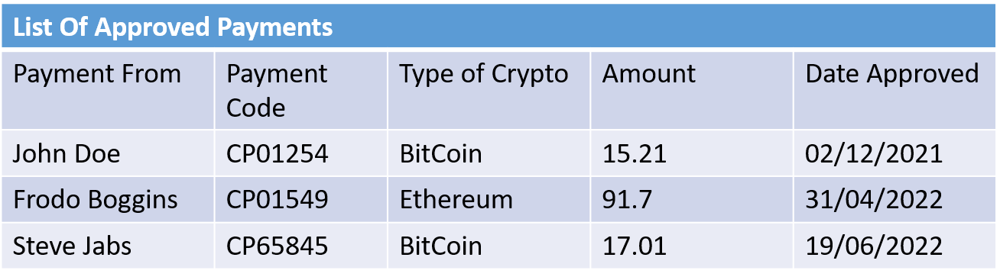 List Of Approved Payments
Payment From Payment Code Type of Crypto Amount Date Approved
John Doe CP01254 BitCoin 15.21 02/12/2021
Frodo Boggins CP01549 Ethereum 91.7 31/04/2022
Steve Jabs CP65845 BitCoin 17.01 19/06/2022